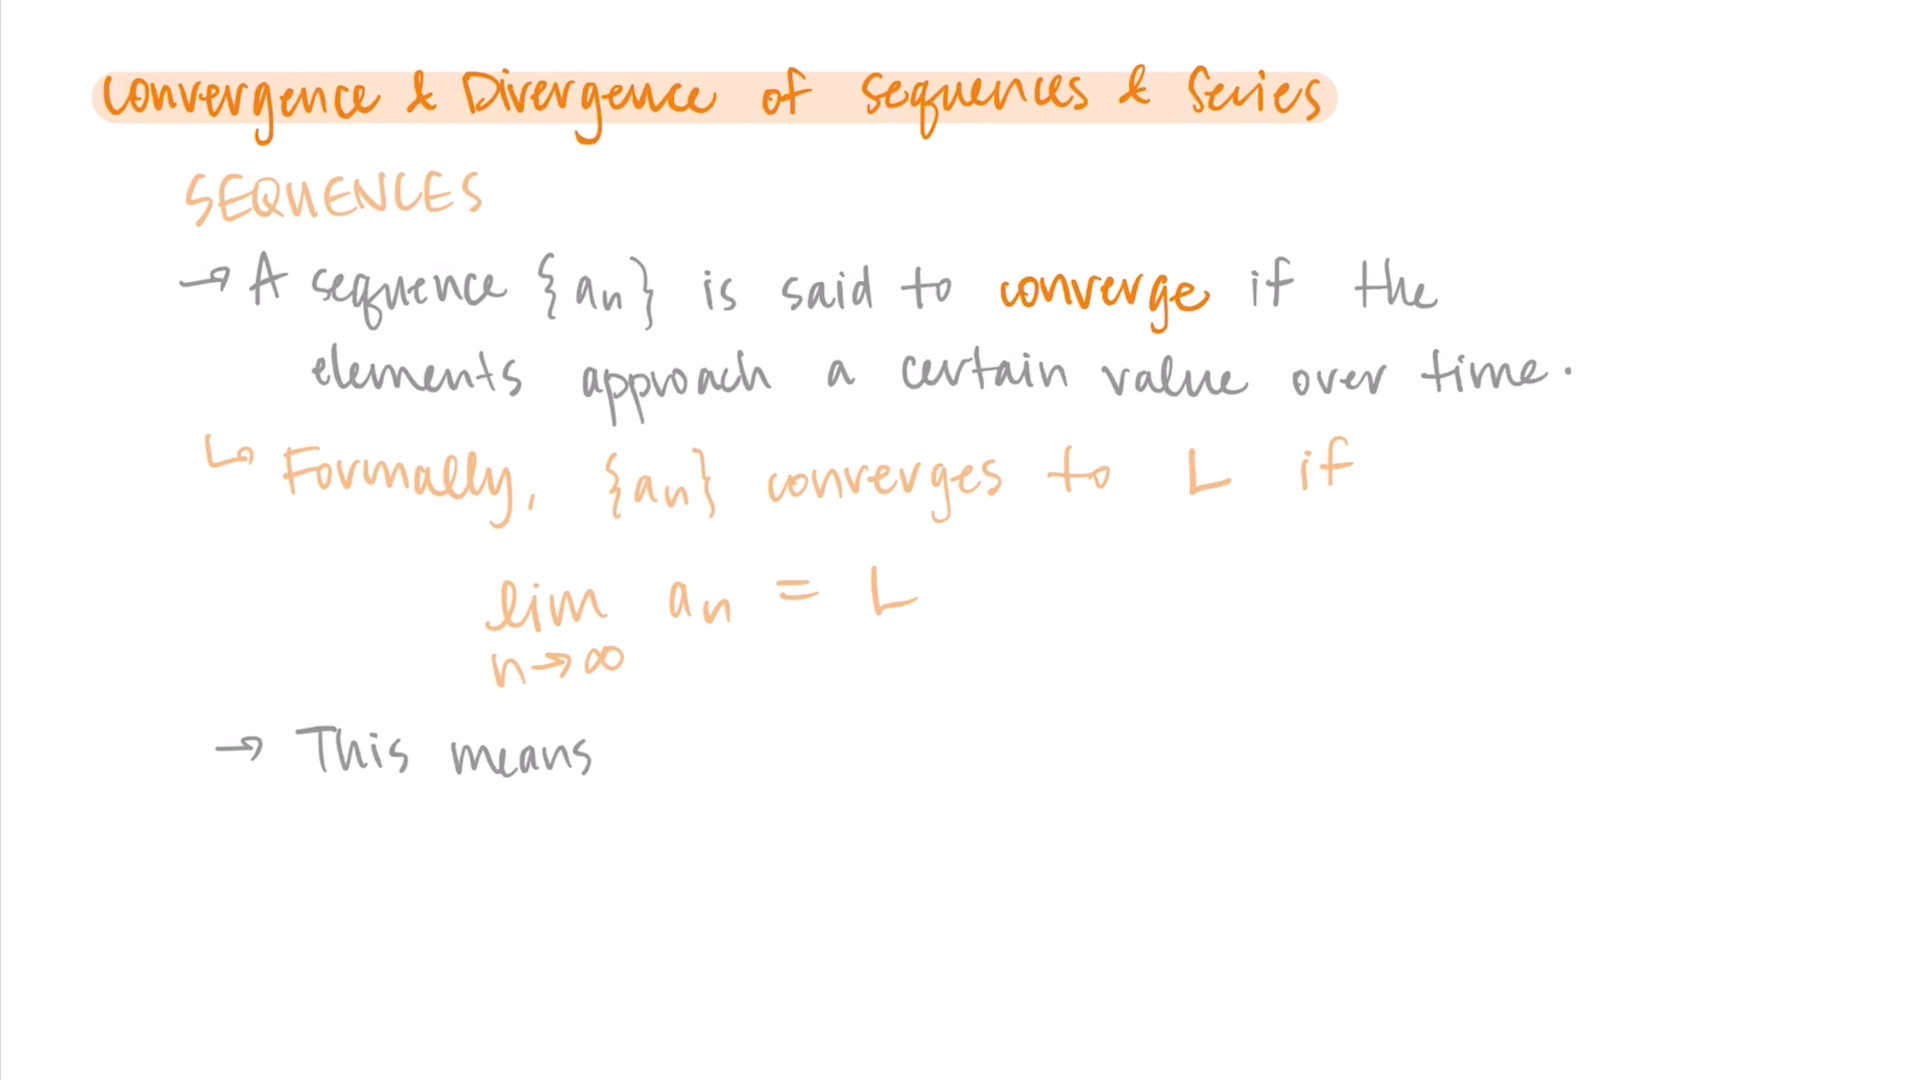 Convergence & Divergence of Sequences & Series
SEQUENCES
→ A sequence {aₙ} is said to converge if the
elements approach a certain value over time.
↳ Formally, {aₙ} converges to L if
lim aₙ = L
n→∞
→ This means